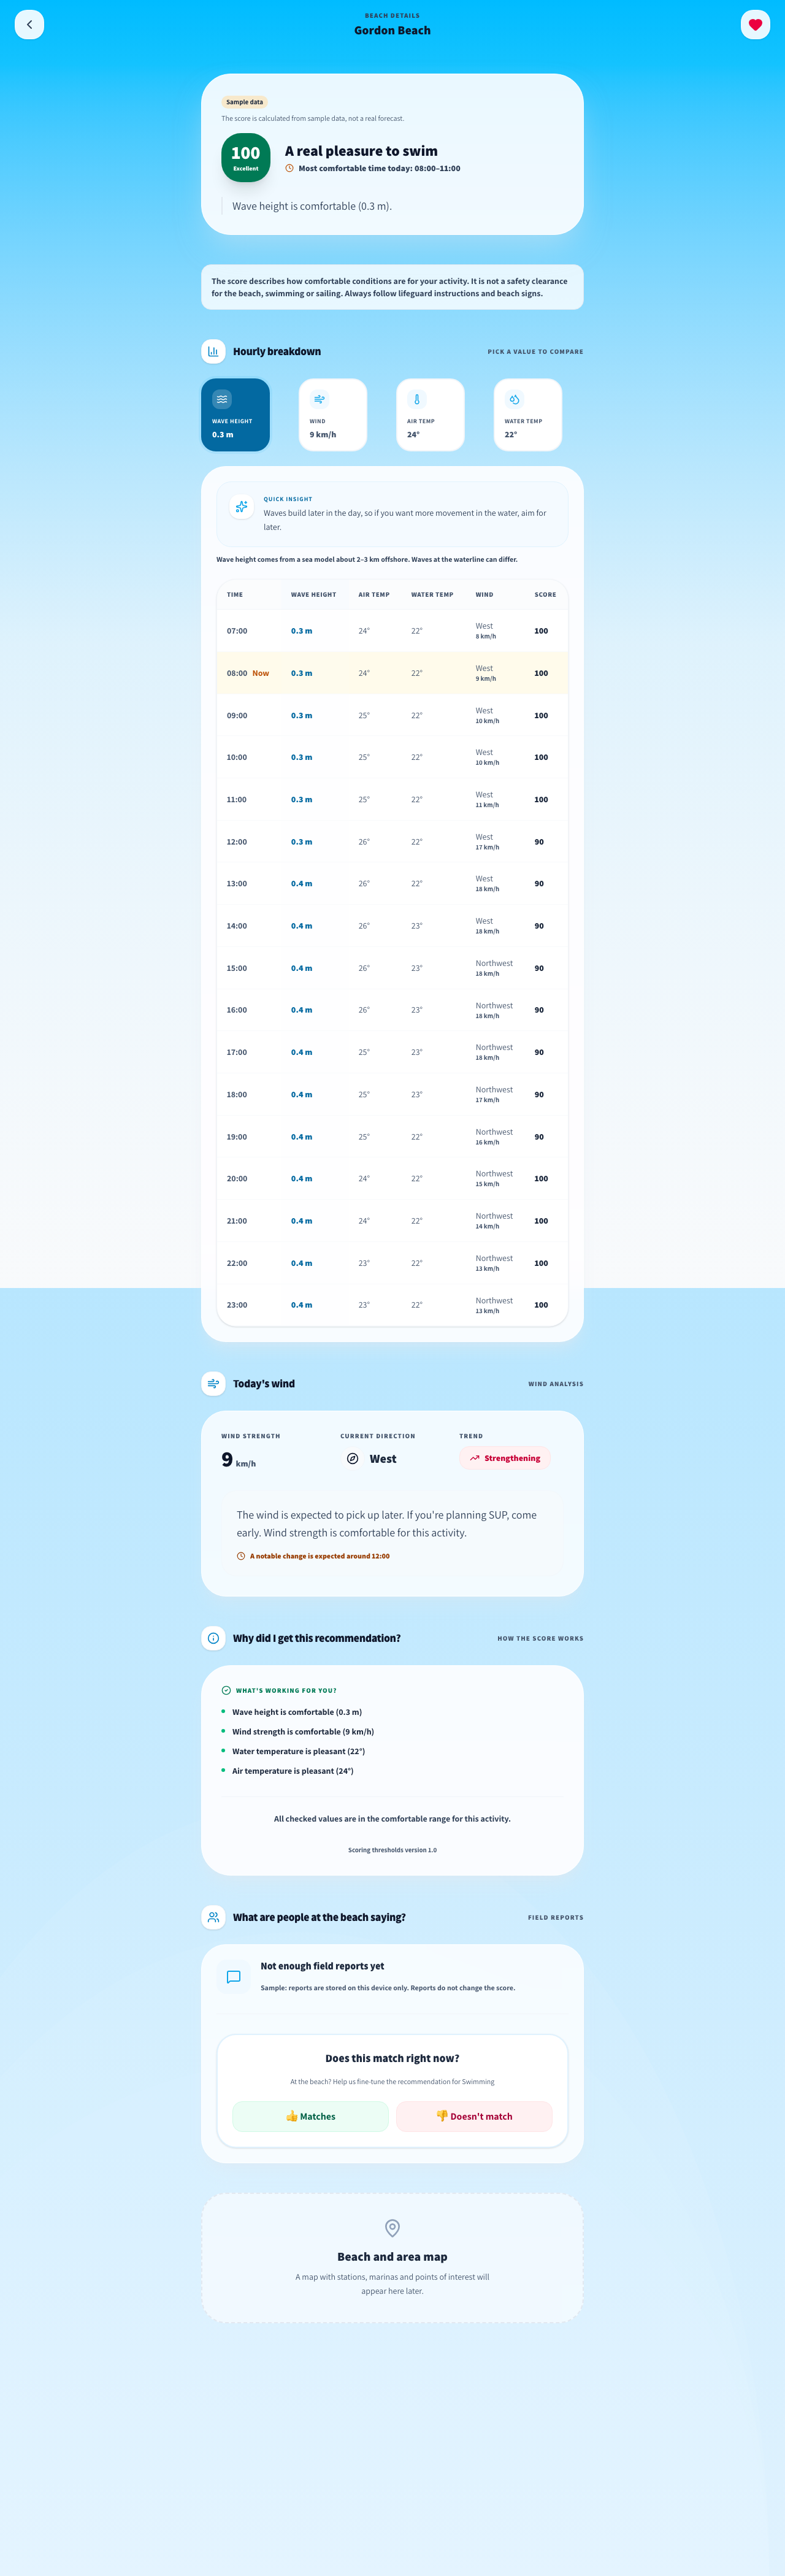 BEACH DETAILS
Gordon Beach
Sample data
The score is calculated from sample data, not a real forecast.
100
Excellent
A real pleasure to swim
Most comfortable time today: 08:00–11:00
Wave height is comfortable (0.3 m).
The score describes how comfortable conditions are for your activity. It is not a safety clearance
for the beach, swimming or sailing. Always follow lifeguard instructions and beach signs.
Hourly breakdown
PICK A VALUE TO COMPARE
WAVE HEIGHT
0.3 m
WIND
9 km/h
AIR TEMP
24°
WATER TEMP
22°
QUICK INSIGHT
Waves build later in the day, so if you want more movement in the water, aim for
later.
Wave height comes from a sea model about 2–3 km offshore. Waves at the waterline can differ.
TIME WAVE HEIGHT AIR TEMP WATER TEMP WIND SCORE
07:00 0.3 m 24° 22° West 8 km/h 100
08:00 Now 0.3 m 24° 22° West 9 km/h 100
09:00 0.3 m 25° 22° West 10 km/h 100
10:00 0.3 m 25° 22° West 10 km/h 100
11:00 0.3 m 25° 22° West 11 km/h 100
12:00 0.3 m 26° 22° West 17 km/h 90
13:00 0.4 m 26° 22° West 18 km/h 90
14:00 0.4 m 26° 23° West 18 km/h 90
15:00 0.4 m 26° 23° Northwest 18 km/h 90
16:00 0.4 m 26° 23° Northwest 18 km/h 90
17:00 0.4 m 25° 23° Northwest 18 km/h 90
18:00 0.4 m 25° 23° Northwest 17 km/h 90
19:00 0.4 m 25° 22° Northwest 16 km/h 90
20:00 0.4 m 24° 22° Northwest 15 km/h 100
21:00 0.4 m 24° 22° Northwest 14 km/h 100
22:00 0.4 m 23° 22° Northwest 13 km/h 100
23:00 0.4 m 23° 22° Northwest 13 km/h 100
Today's wind
WIND ANALYSIS
WIND STRENGTH
9 km/h
CURRENT DIRECTION
West
TREND
Strengthening
The wind is expected to pick up later. If you're planning SUP, come
early. Wind strength is comfortable for this activity.
A notable change is expected around 12:00
Why did I get this recommendation?
HOW THE SCORE WORKS
WHAT'S WORKING FOR YOU?
Wave height is comfortable (0.3 m)
Wind strength is comfortable (9 km/h)
Water temperature is pleasant (22°)
Air temperature is pleasant (24°)
All checked values are in the comfortable range for this activity.
Scoring thresholds version 1.0
What are people at the beach saying?
FIELD REPORTS
Not enough field reports yet
Sample: reports are stored on this device only. Reports do not change the score.
Does this match right now?
At the beach? Help us fine-tune the recommendation for Swimming
👍 Matches
👎 Doesn't match
Beach and area map
A map with stations, marinas and points of interest will
appear here later.